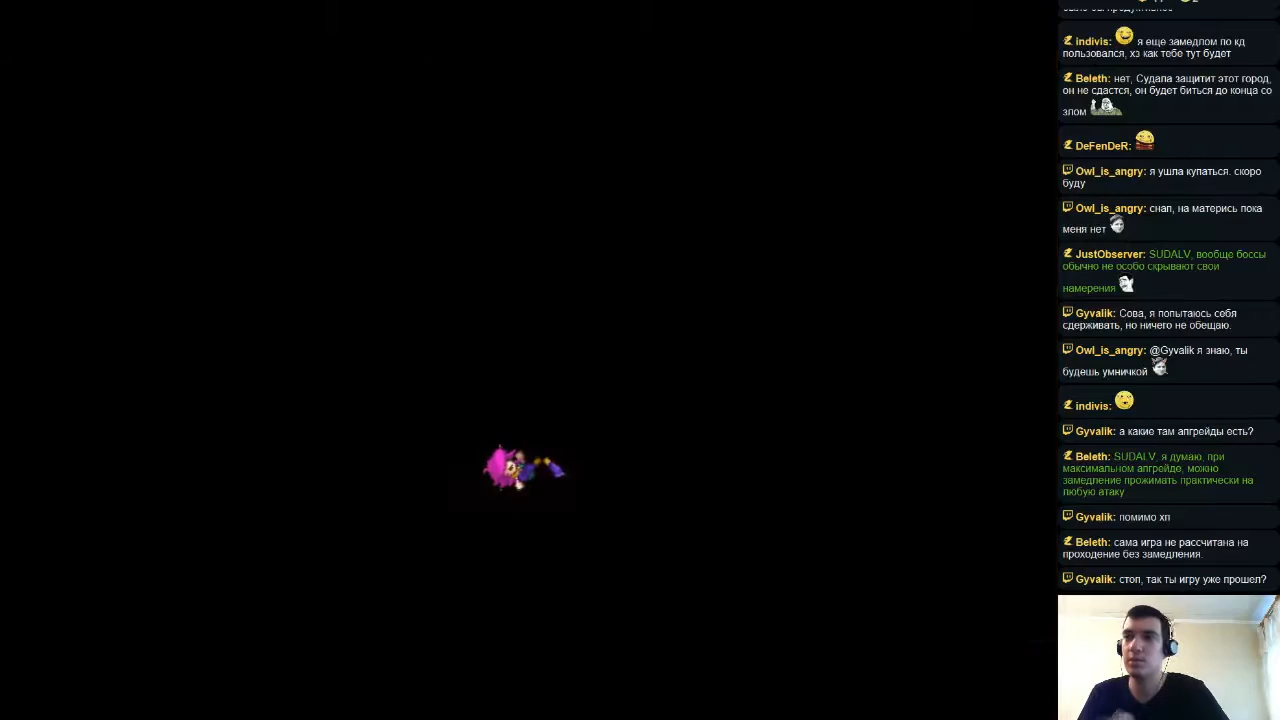 indivis: я еще замедлом по кд
пользовался, хз как тебе тут будет
Beleth: нет, Судапа защитит этот город,
он не сдастся, он будет биться до конца со
злом
DeFenDeR:
Owl_is_angry: я ушла купаться. скоро
буду
Owl_is_angry: снап, на матерись пока
меня нет
JustObserver: SUDALV, вообще боссы
обычно не особо скрывают свои
намерения
Gyvalik: Сова, я попытаюсь себя
сдерживать, но ничего не обещаю.
Owl_is_angry: @Gyvalik я знаю, ты
будешь умничкой
indivis:
Gyvalik: а какие там апгрейды есть?
Beleth: SUDALV, я думаю, при
максимальном апгрейде, можно
замедление прожимать практически на
любую атаку
Gyvalik: помимо хп
Beleth: сама игра не рассчитана на
проходение без замедления.
Gyvalik: стоп, так ты игру уже прошел?